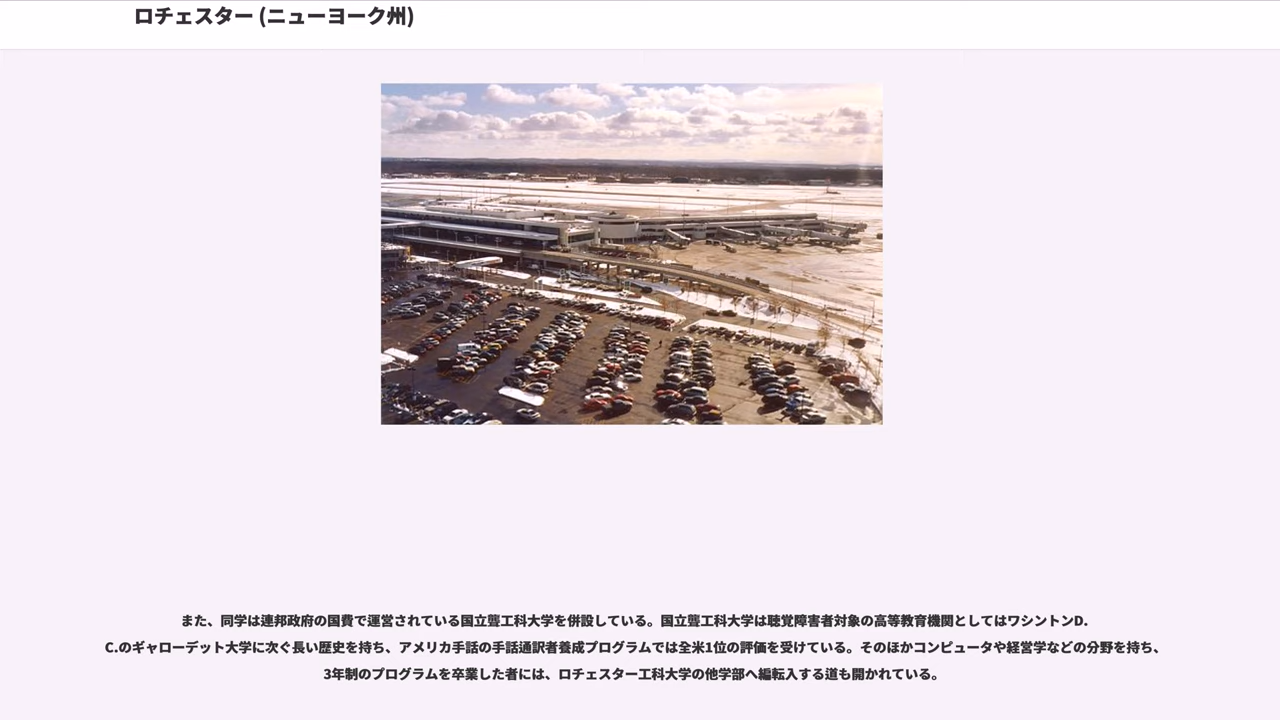 ロチェスター (ニューヨーク州)
また、同学は連邦政府の国費で運営されている国立聾工科大学を併設している。国立聾工科大学は聴覚障害者対象の高等教育機関としてはワシントンD.
C.のギャローデット大学に次ぐ長い歴史を持ち、アメリカ手話の手話通訳者養成プログラムでは全米1位の評価を受けている。そのほかコンピュータや経営学などの分野を持ち、
3年制のプログラムを卒業した者には、ロチェスター工科大学の他学部へ編転入する道も開かれている。